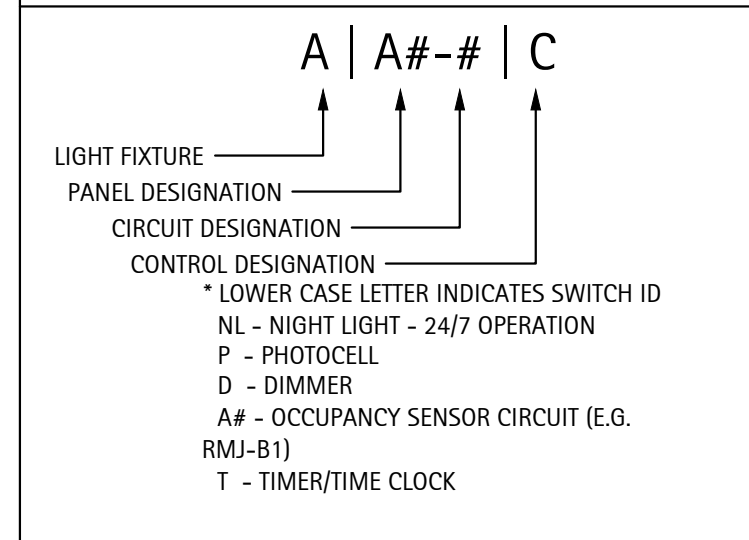 A | A#-# | C
LIGHT FIXTURE
PANEL DESIGNATION
CIRCUIT DESIGNATION
CONTROL DESIGNATION
* LOWER CASE LETTER INDICATES SWITCH ID
NL - NIGHT LIGHT - 24/7 OPERATION
P - PHOTOCELL
D - DIMMER
A# - OCCUPANCY SENSOR CIRCUIT (E.G.
RMJ-B1)
T - TIMER/TIME CLOCK